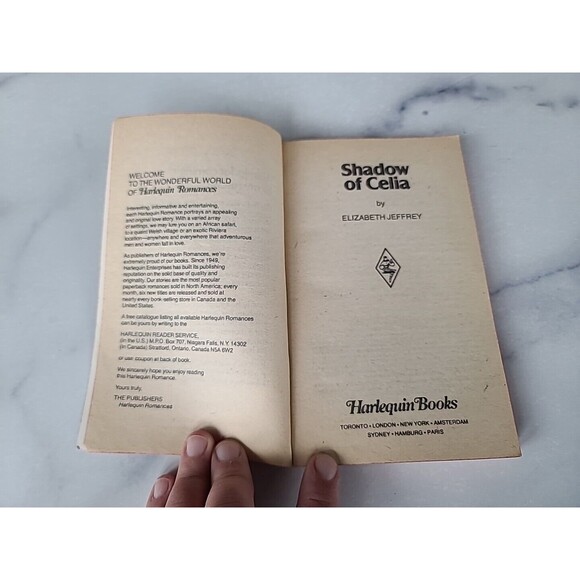 WELCOME
TO THE WONDERFUL WORLD
OF Harlequin Romances
Interesting, informative and entertaining,
each Harlequin Romance portrays an appealing
and original love story. With a varied array
of settings, we may lure you on an African safari,
to a quaint Welsh village, or an exotic Riviera
location—anywhere and everywhere that adventurous
men and women fall in love.
As publishers of Harlequin Romances, we're
extremely proud of our books. Since 1949,
Harlequin Enterprises has built its publishing
reputation on the solid base of quality and
originality. Our stories are the most popular
paperback romances sold in North America; every
month, six new titles are released and sold at
nearly every book-selling store in Canada and the
United States.
A free catalogue listing all available Harlequin Romances
can be yours by writing to the
HARLEQUIN READER SERVICE,
(In the U.S.) M.P.O. Box 707, Niagara Falls, N.Y. 14302
(In Canada) Stratford, Ontario, Canada N5A 6W2
or use coupon at back of book.
We sincerely hope you enjoy reading
this Harlequin Romance.
Yours truly,
THE PUBLISHERS
Harlequin Romances
Shadow
of Celia
by
ELIZABETH JEFFREY
Harlequin Books
TORONTO • LONDON • NEW YORK • AMSTERDAM
SYDNEY • HAMBURG • PARIS